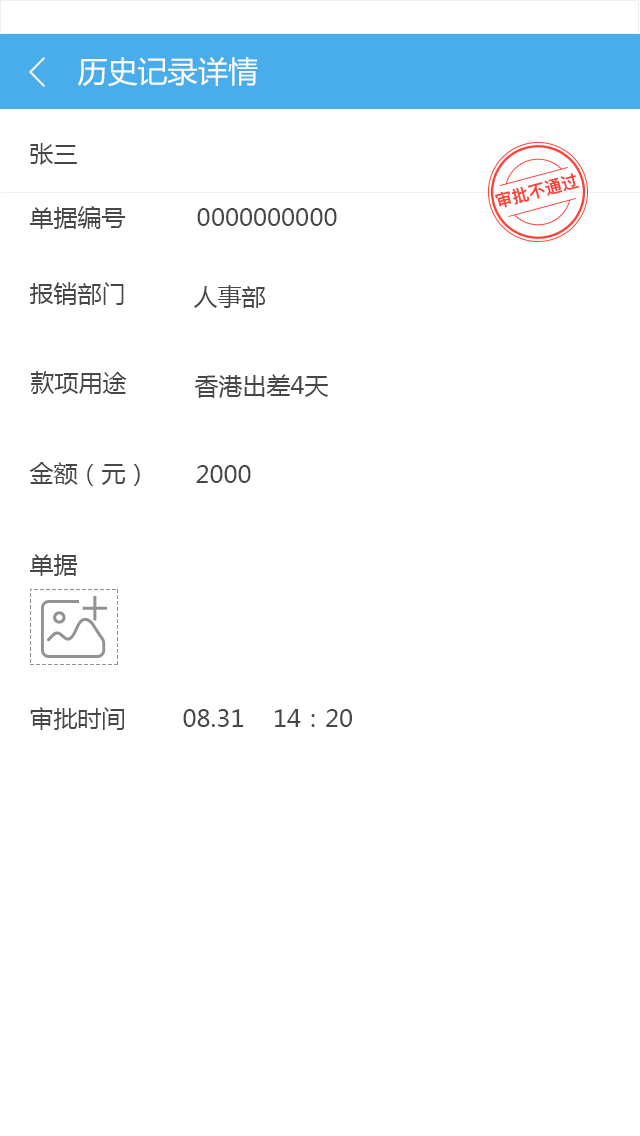 历史记录详情
张三
审批不通过
单据编号 0000000000
报销部门 人事部
款项用途 香港出差4天
金额（元） 2000
单据
审批时间 08.31 14：20